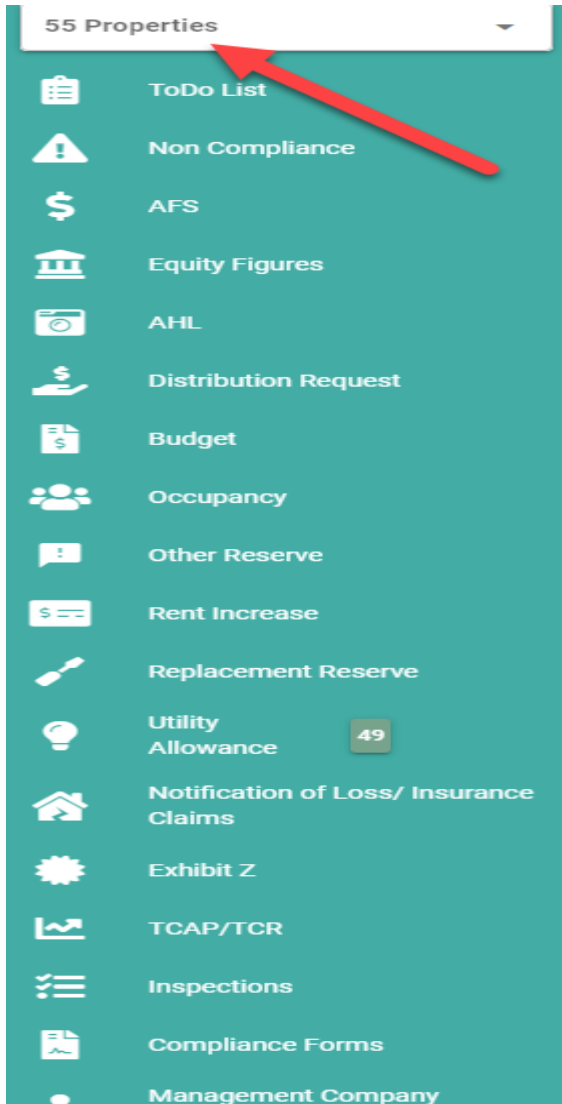 55 Properties
ToDo List
Non Compliance
$
AFS
Equity Figures
AHL
$
Distribution Request
$
Budget
Occupancy
!
Other Reserve
$
Rent Increase
Replacement Reserve
Utility
Allowance
49
Notification of Loss/ Insurance
Claims
Exhibit Z
TCAP/TCR
Inspections
Compliance Forms
Management Company